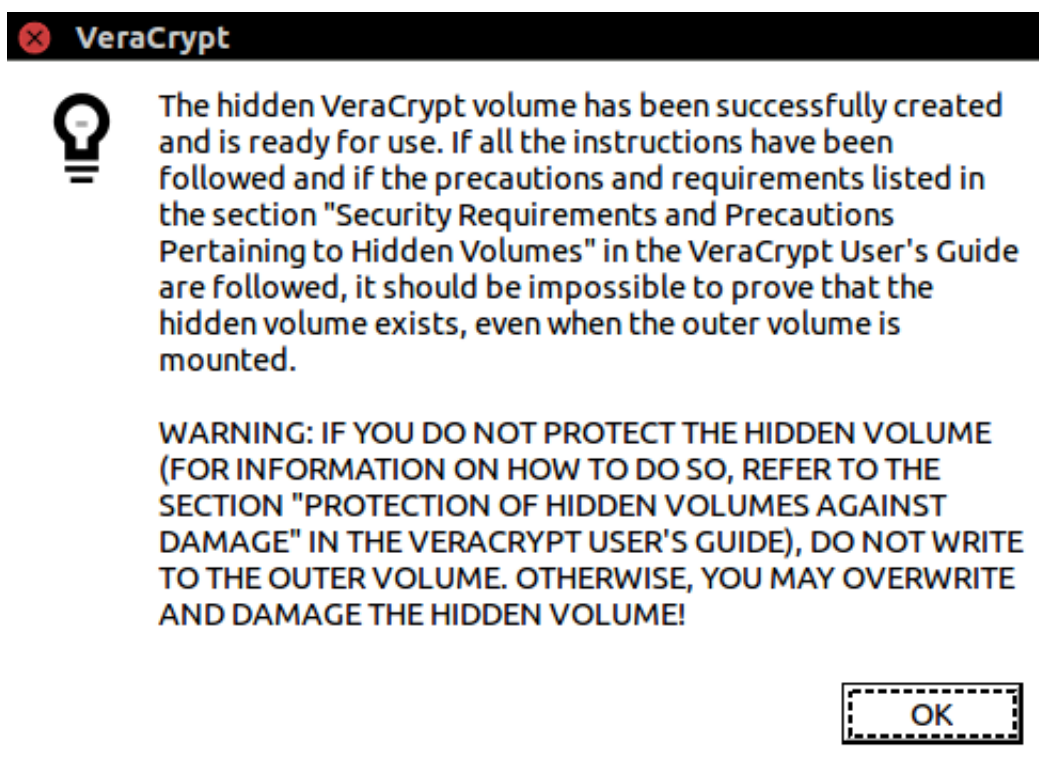 VeraCrypt
The hidden VeraCrypt volume has been successfully created
and is ready for use. If all the instructions have been
followed and if the precautions and requirements listed in
the section "Security Requirements and Precautions
Pertaining to Hidden Volumes" in the VeraCrypt User's Guide
are followed, it should be impossible to prove that the
hidden volume exists, even when the outer volume is
mounted.
WARNING: IF YOU DO NOT PROTECT THE HIDDEN VOLUME
(FOR INFORMATION ON HOW TO DO SO, REFER TO THE
SECTION "PROTECTION OF HIDDEN VOLUMES AGAINST
DAMAGE" IN THE VERACRYPT USER'S GUIDE), DO NOT WRITE
TO THE OUTER VOLUME. OTHERWISE, YOU MAY OVERWRITE
AND DAMAGE THE HIDDEN VOLUME!
OK